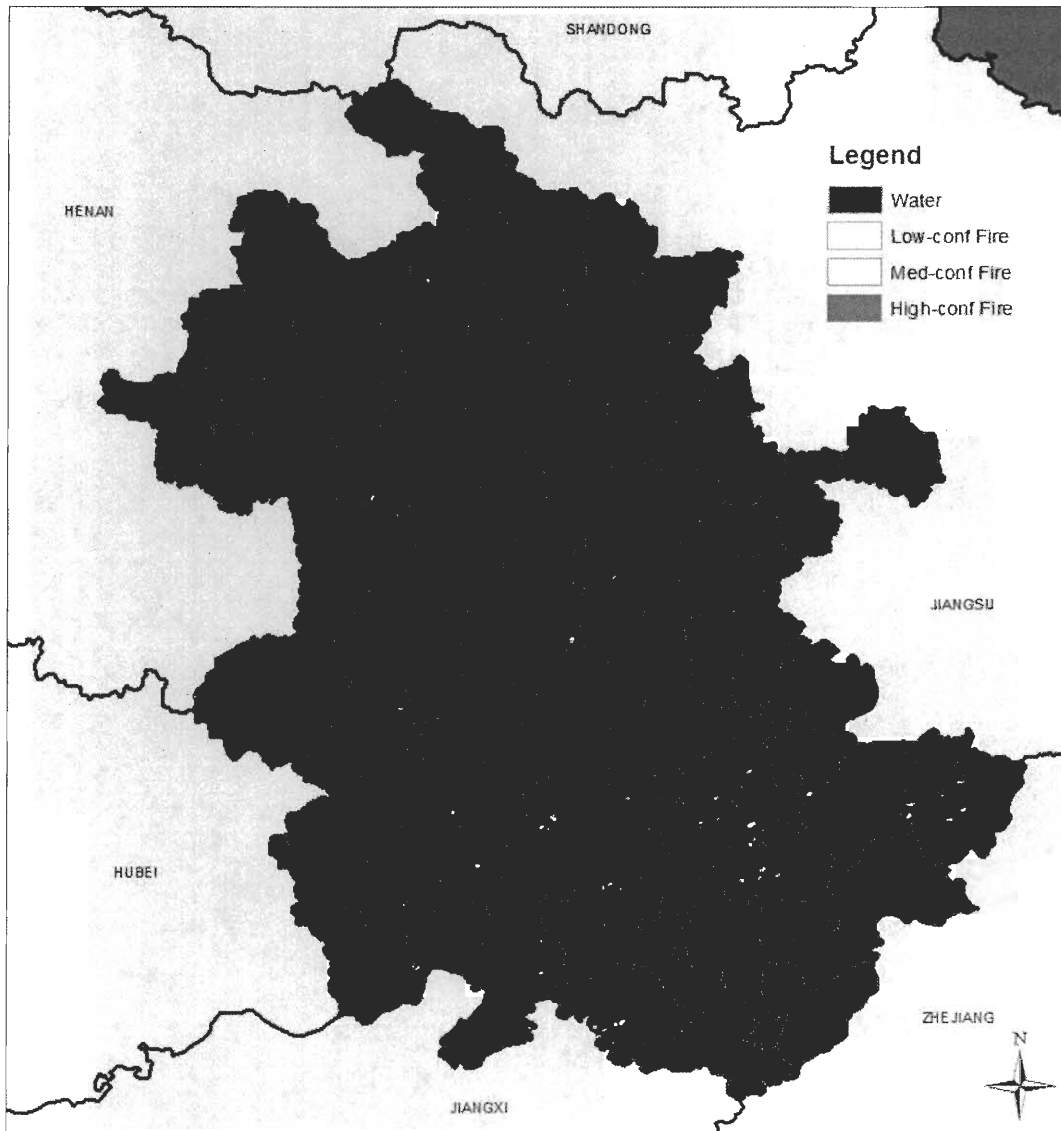 SHANDONG
Legend
Water
HENAN
Low-conf Fire
Med-conf Fire
High-conf Fire
JIANGSU
HUBEI
ZHEJIANG
N
JIANGXI